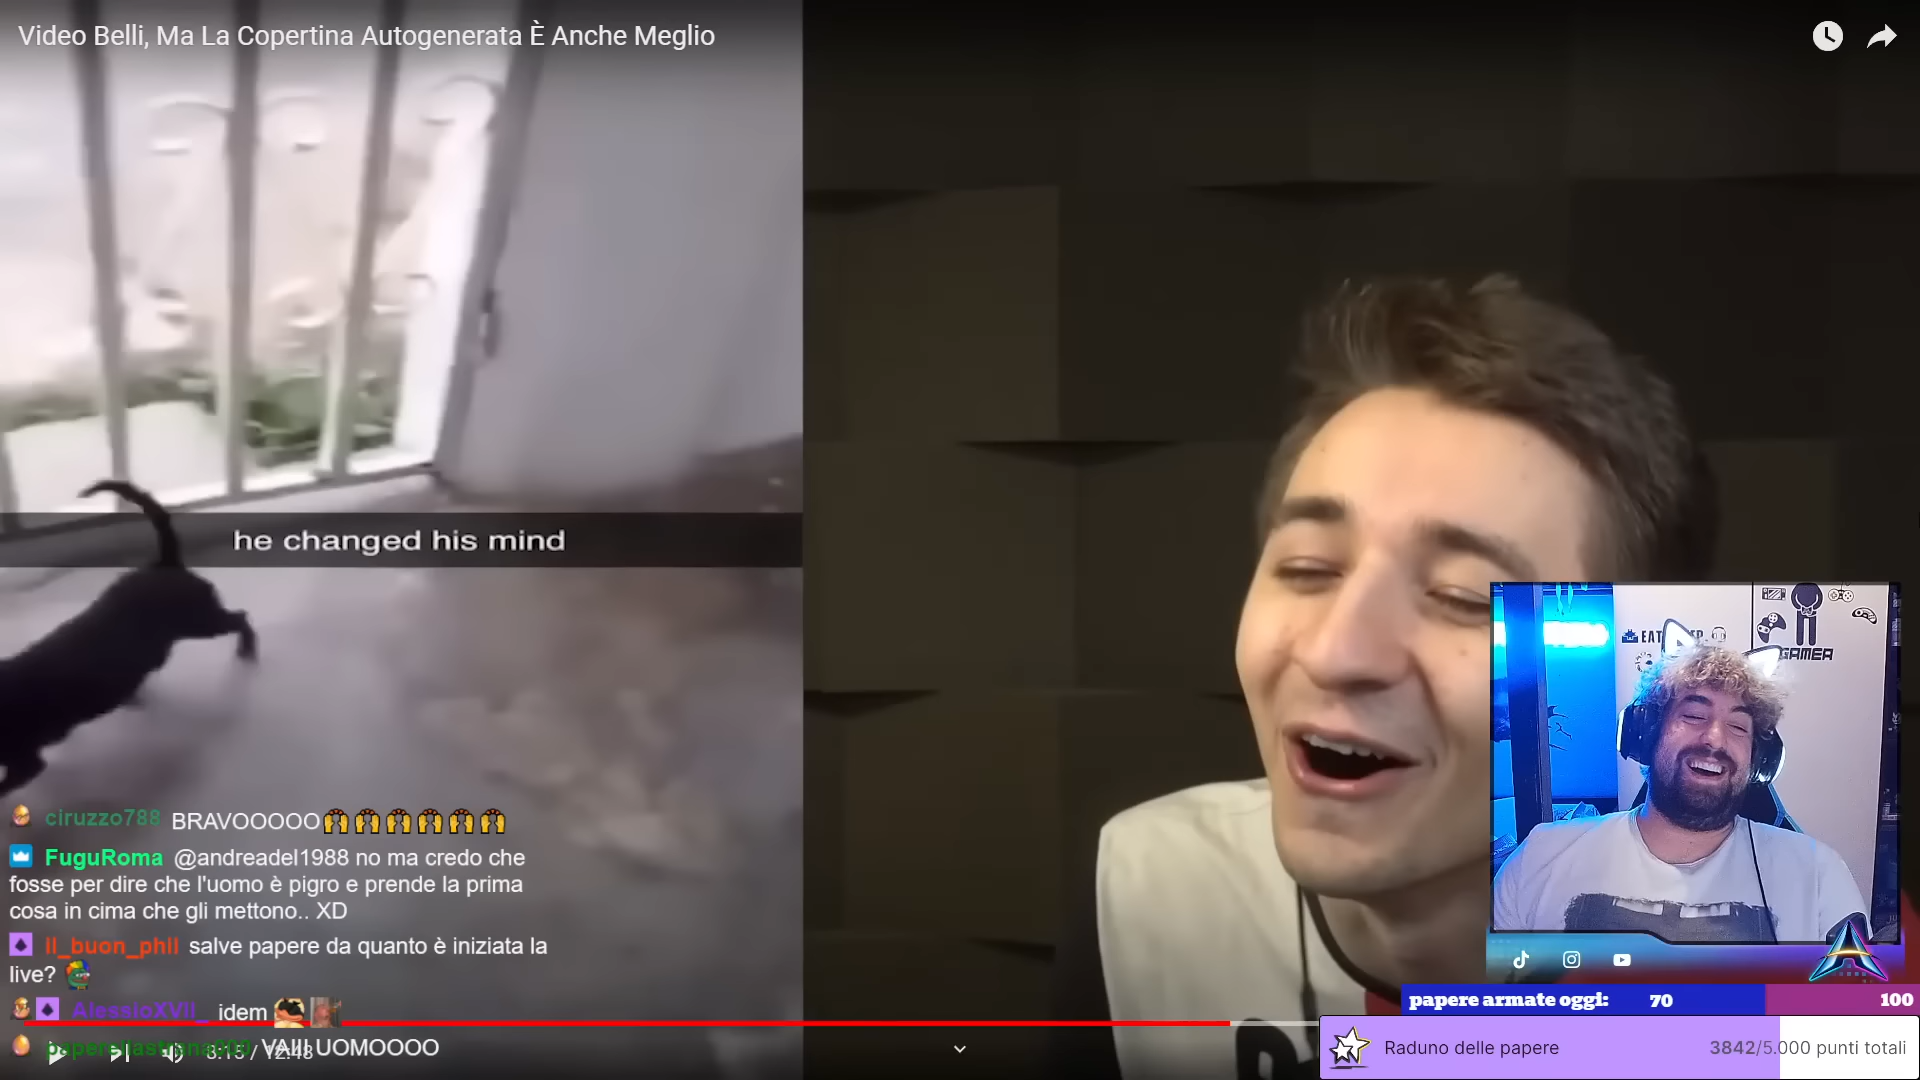 Video Belli, Ma La Copertina Autogenerata È Anche Meglio
he changed his mind
EAT
GAMER
ciruzzo788 BRAVOOOOO
FuguRoma @andreadel1988 no ma credo che
fosse per dire che l'uomo è pigro e prende la prima
cosa in cima che gli mettono.. XD
il_buon_phil salve papere da quanto è iniziata la
live?
AlessioXVII_ idem
VAIII UOMOOOO
papere armate oggi: 70 100
Raduno delle papere 3842/5.000 punti totali